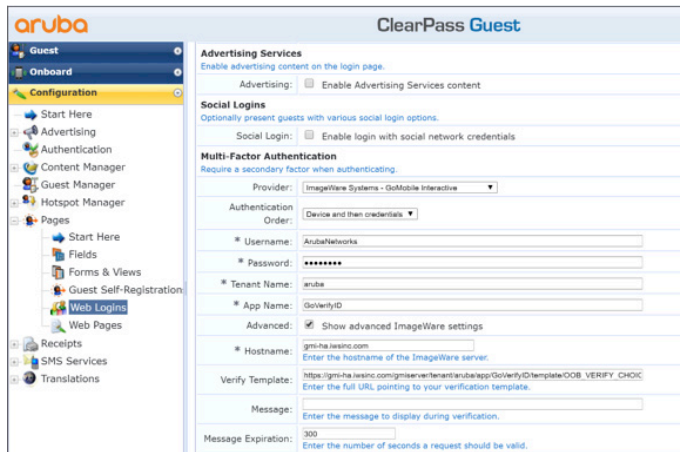 aruba
ClearPass Guest
Guest
Onboard
Configuration
Start Here
Advertising
Authentication
Content Manager
Guest Manager
Hotspot Manager
Pages
Start Here
Fields
Forms & Views
Guest Self-Registration
Web Logins
Web Pages
Receipts
SMS Services
Translations
Advertising Services
Enable advertising content on the login page.
Advertising: Enable Advertising Services content
Social Logins
Optionally present guests with various social login options.
Social Login: Enable login with social network credentials
Multi-Factor Authentication
Require a secondary factor when authenticating.
Provider: ImageWare Systems - GoMobile Interactive
Authentication
Order:
Device and then credentials
* Username: ArubaNetworks
* Password: ••••••••
* Tenant Name: aruba
* App Name: GoVerifyID
Advanced: Show advanced ImageWare settings
* Hostname: gmi-ha.iwsinc.com
Enter the hostname of the ImageWare server.
Verify Template: https://gmi-ha.iwsinc.com/gmiserver/tenant/aruba/app/GoVerifyID/template/OOB_VERIFY_CHOIC
Enter the full URL pointing to your verification template.
Message:
Enter the message to display during verification.
Message Expiration: 300
Enter the number of seconds a request should be valid.